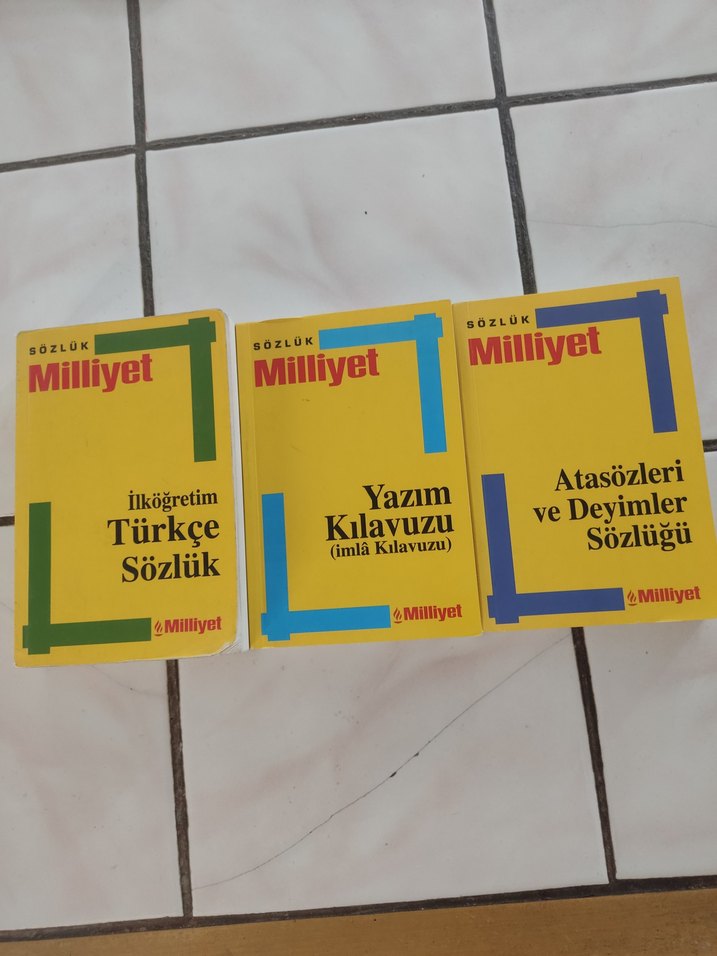 SÖZLÜK
Milliyet
İlköğretim
Türkçe
Sözlük
Milliyet
SÖZLÜK
Milliyet
Yazım
Kılavuzu
(imlâ Kılavuzu)
Milliyet
SÖZLÜK
Milliyet
Atasözleri
ve Deyimler
Sözlüğü
Milliyet